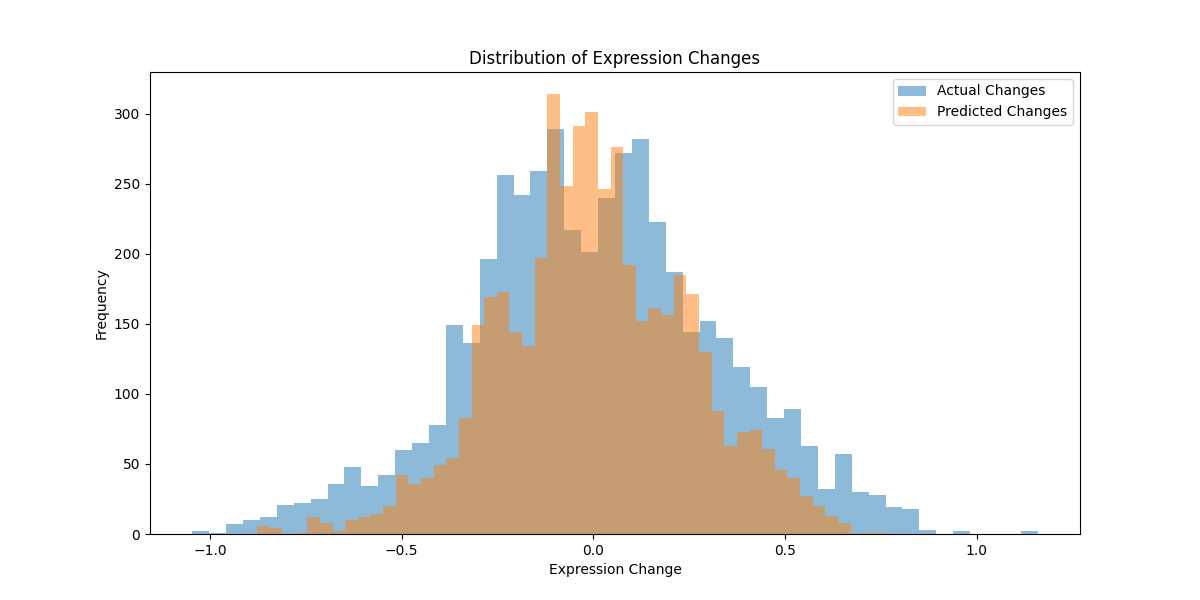 Distribution of Expression Changes
Actual Changes
Predicted Changes
Frequency
300
250
200
150
100
50
0
−1.0
−0.5
0.0
0.5
1.0
Expression Change